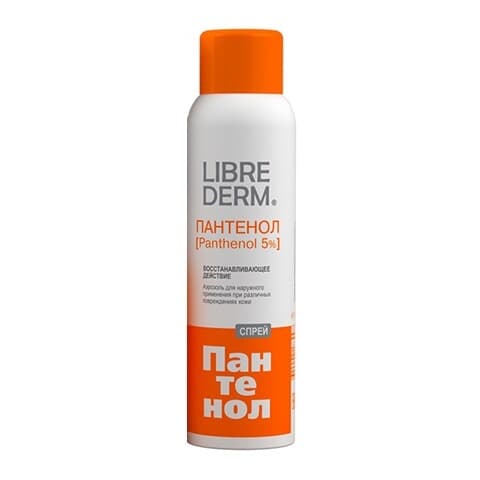 LIBRE
DERM®
ПАНТЕНОЛ
[Panthenol 5%]
ВОССТАНАВЛИВАЮЩЕЕ
ДЕЙСТВИЕ
Аэрозоль для наружного
применения при различных
повреждениях кожи
СПРЕЙ
Пан
те
нол